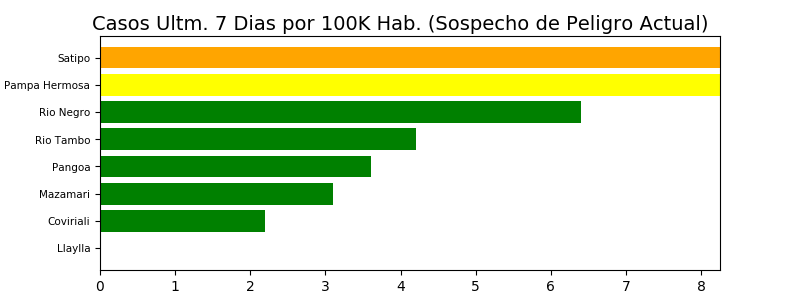 Casos Ultm. 7 Dias por 100K Hab. (Sospecho de Peligro Actual)
Satipo
Pampa Hermosa
Rio Negro
Rio Tambo
Pangoa
Mazamari
Coviriali
Llaylla
0 1 2 3 4 5 6 7 8